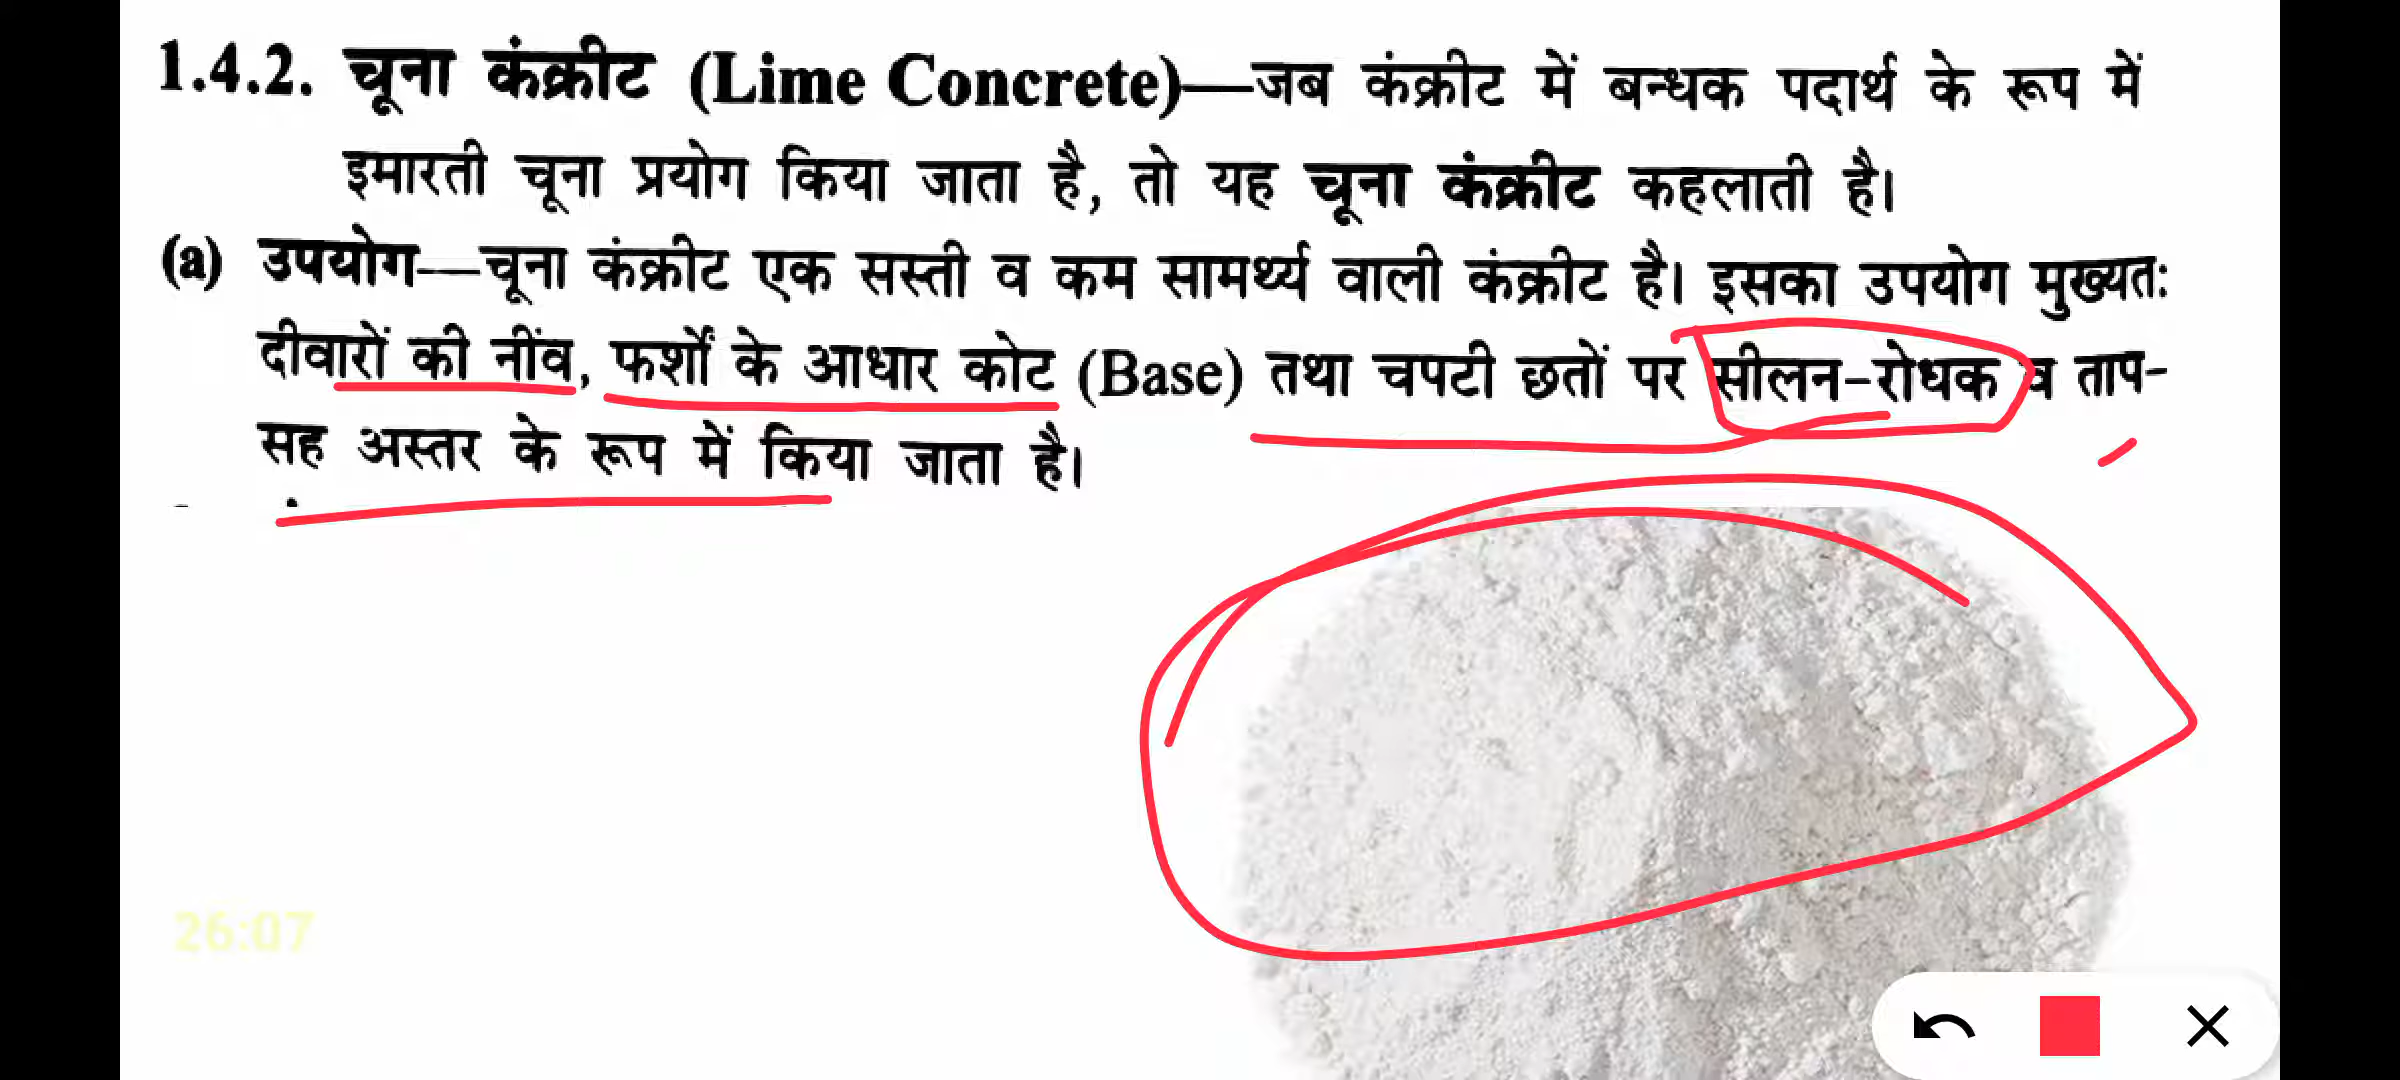 1.4.2. चूना कंक्रीट (Lime Concrete)—जब कंक्रीट में बन्धक पदार्थ के रूप में
इमारती चूना प्रयोग किया जाता है, तो यह चूना कंक्रीट कहलाती है।
(a) उपयोग—चूना कंक्रीट एक सस्ती व कम सामर्थ्य वाली कंक्रीट है। इसका उपयोग मुख्यतः
दीवारों की नींव, फर्शों के आधार कोट (Base) तथा चपटी छतों पर सीलन-रोधक व ताप-
सह अस्तर के रूप में किया जाता है।
26:07